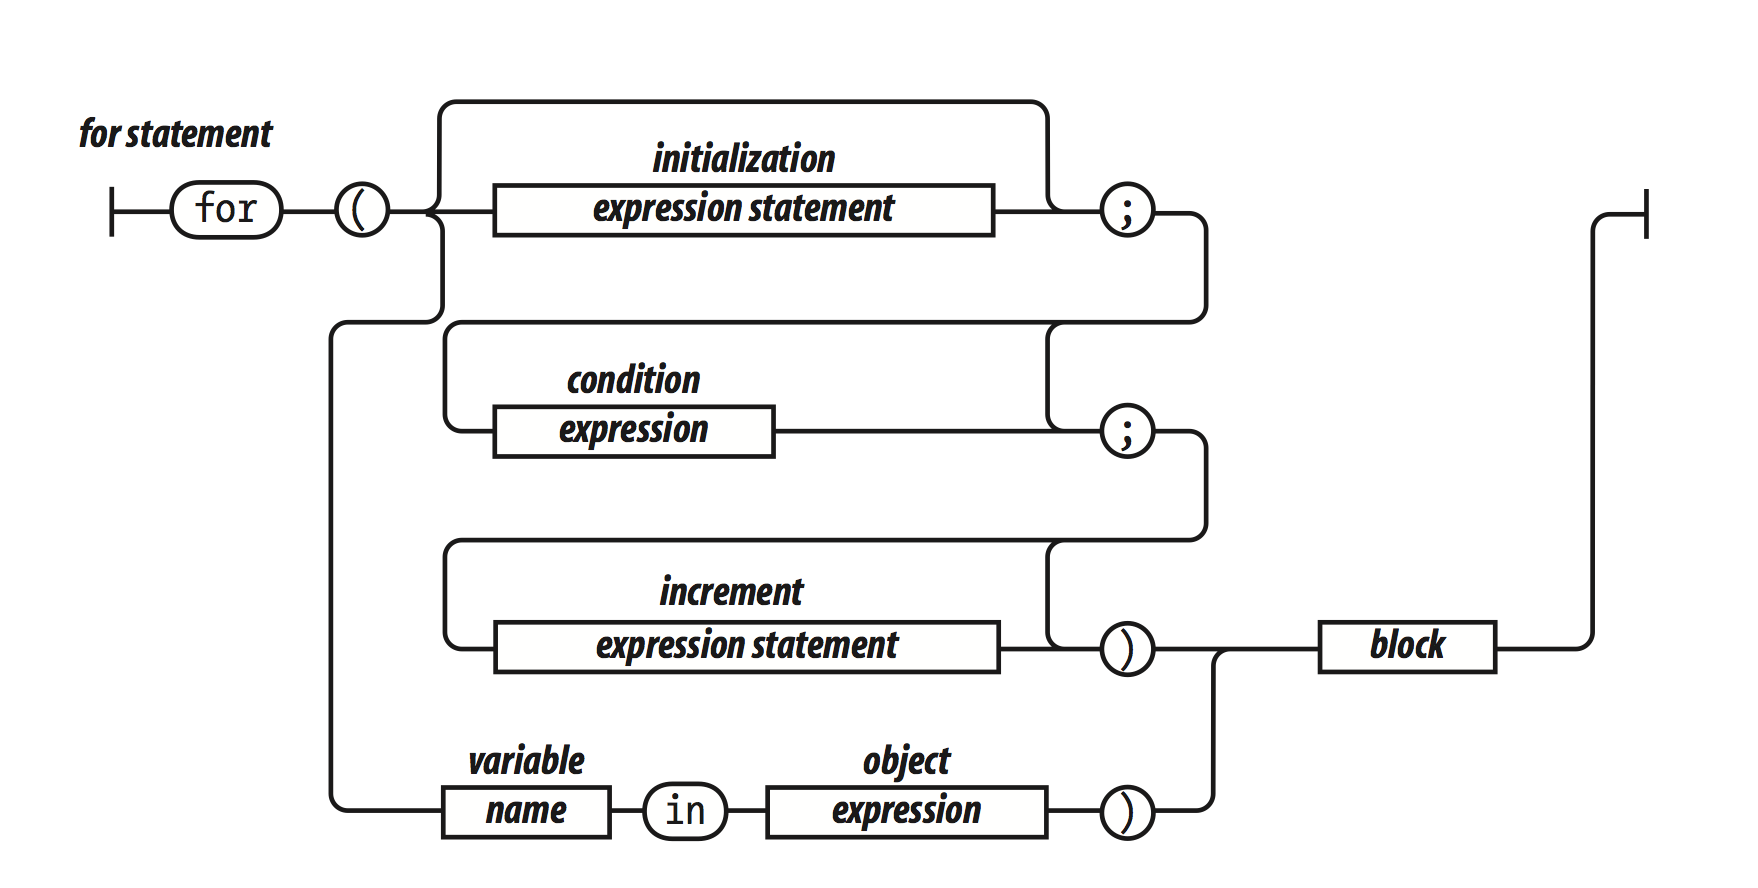 for statement
for
(
initialization
expression statement
;
condition
expression
;
increment
expression statement
)
block
variable
name
in
object
expression
)